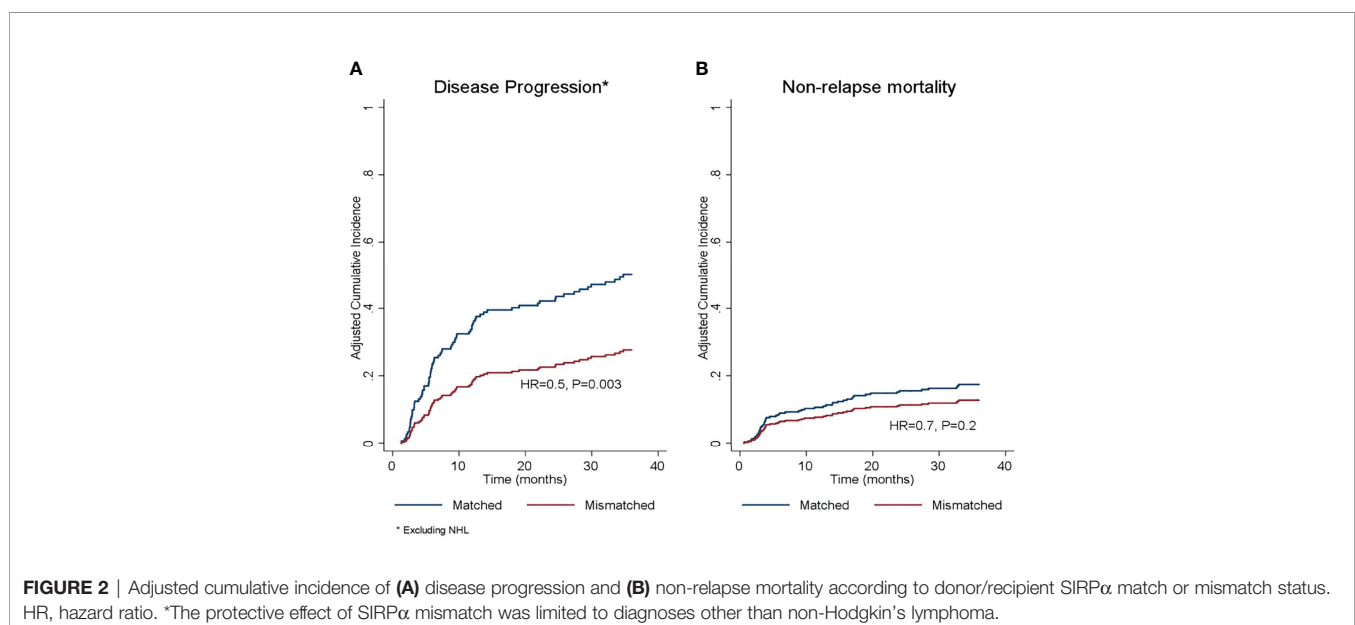 A
Disease Progression*
Adjusted Cumulative Incidence
1
.8
.6
.4
.2
0
HR=0.5, P=0.003
0 10 20 30 40
Time (months)
Matched Mismatched
* Excluding NHL
B
Non-relapse mortality
Adjusted Cumulative Incidence
1
.8
.6
.4
.2
0
HR=0.7, P=0.2
0 10 20 30 40
Time (months)
Matched Mismatched
FIGURE 2 | Adjusted cumulative incidence of (A) disease progression and (B) non-relapse mortality according to donor/recipient SIRPα match or mismatch status.
HR, hazard ratio. *The protective effect of SIRPα mismatch was limited to diagnoses other than non-Hodgkin's lymphoma.